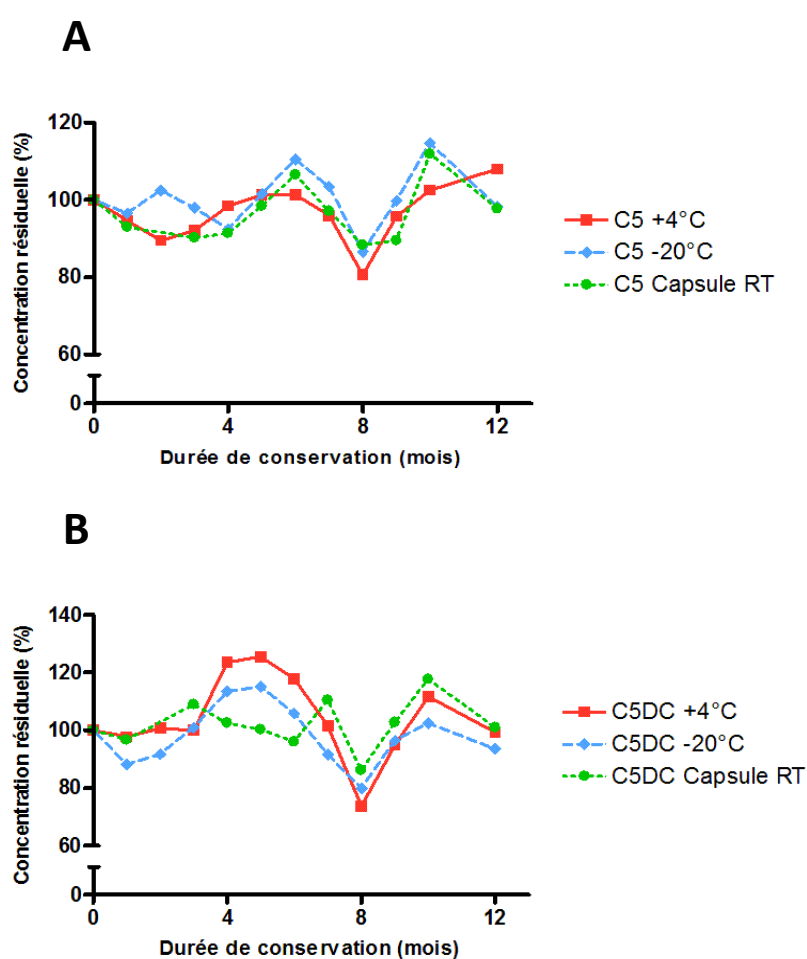 A
Concentration résiduelle (%)
120
100
80
60
0
0 4 8 12
Durée de conservation (mois)
C5 +4°C
C5 -20°C
C5 Capsule RT
B
Concentration résiduelle (%)
140
120
100
80
60
0
0 4 8 12
Durée de conservation (mois)
C5DC +4°C
C5DC -20°C
C5DC Capsule RT